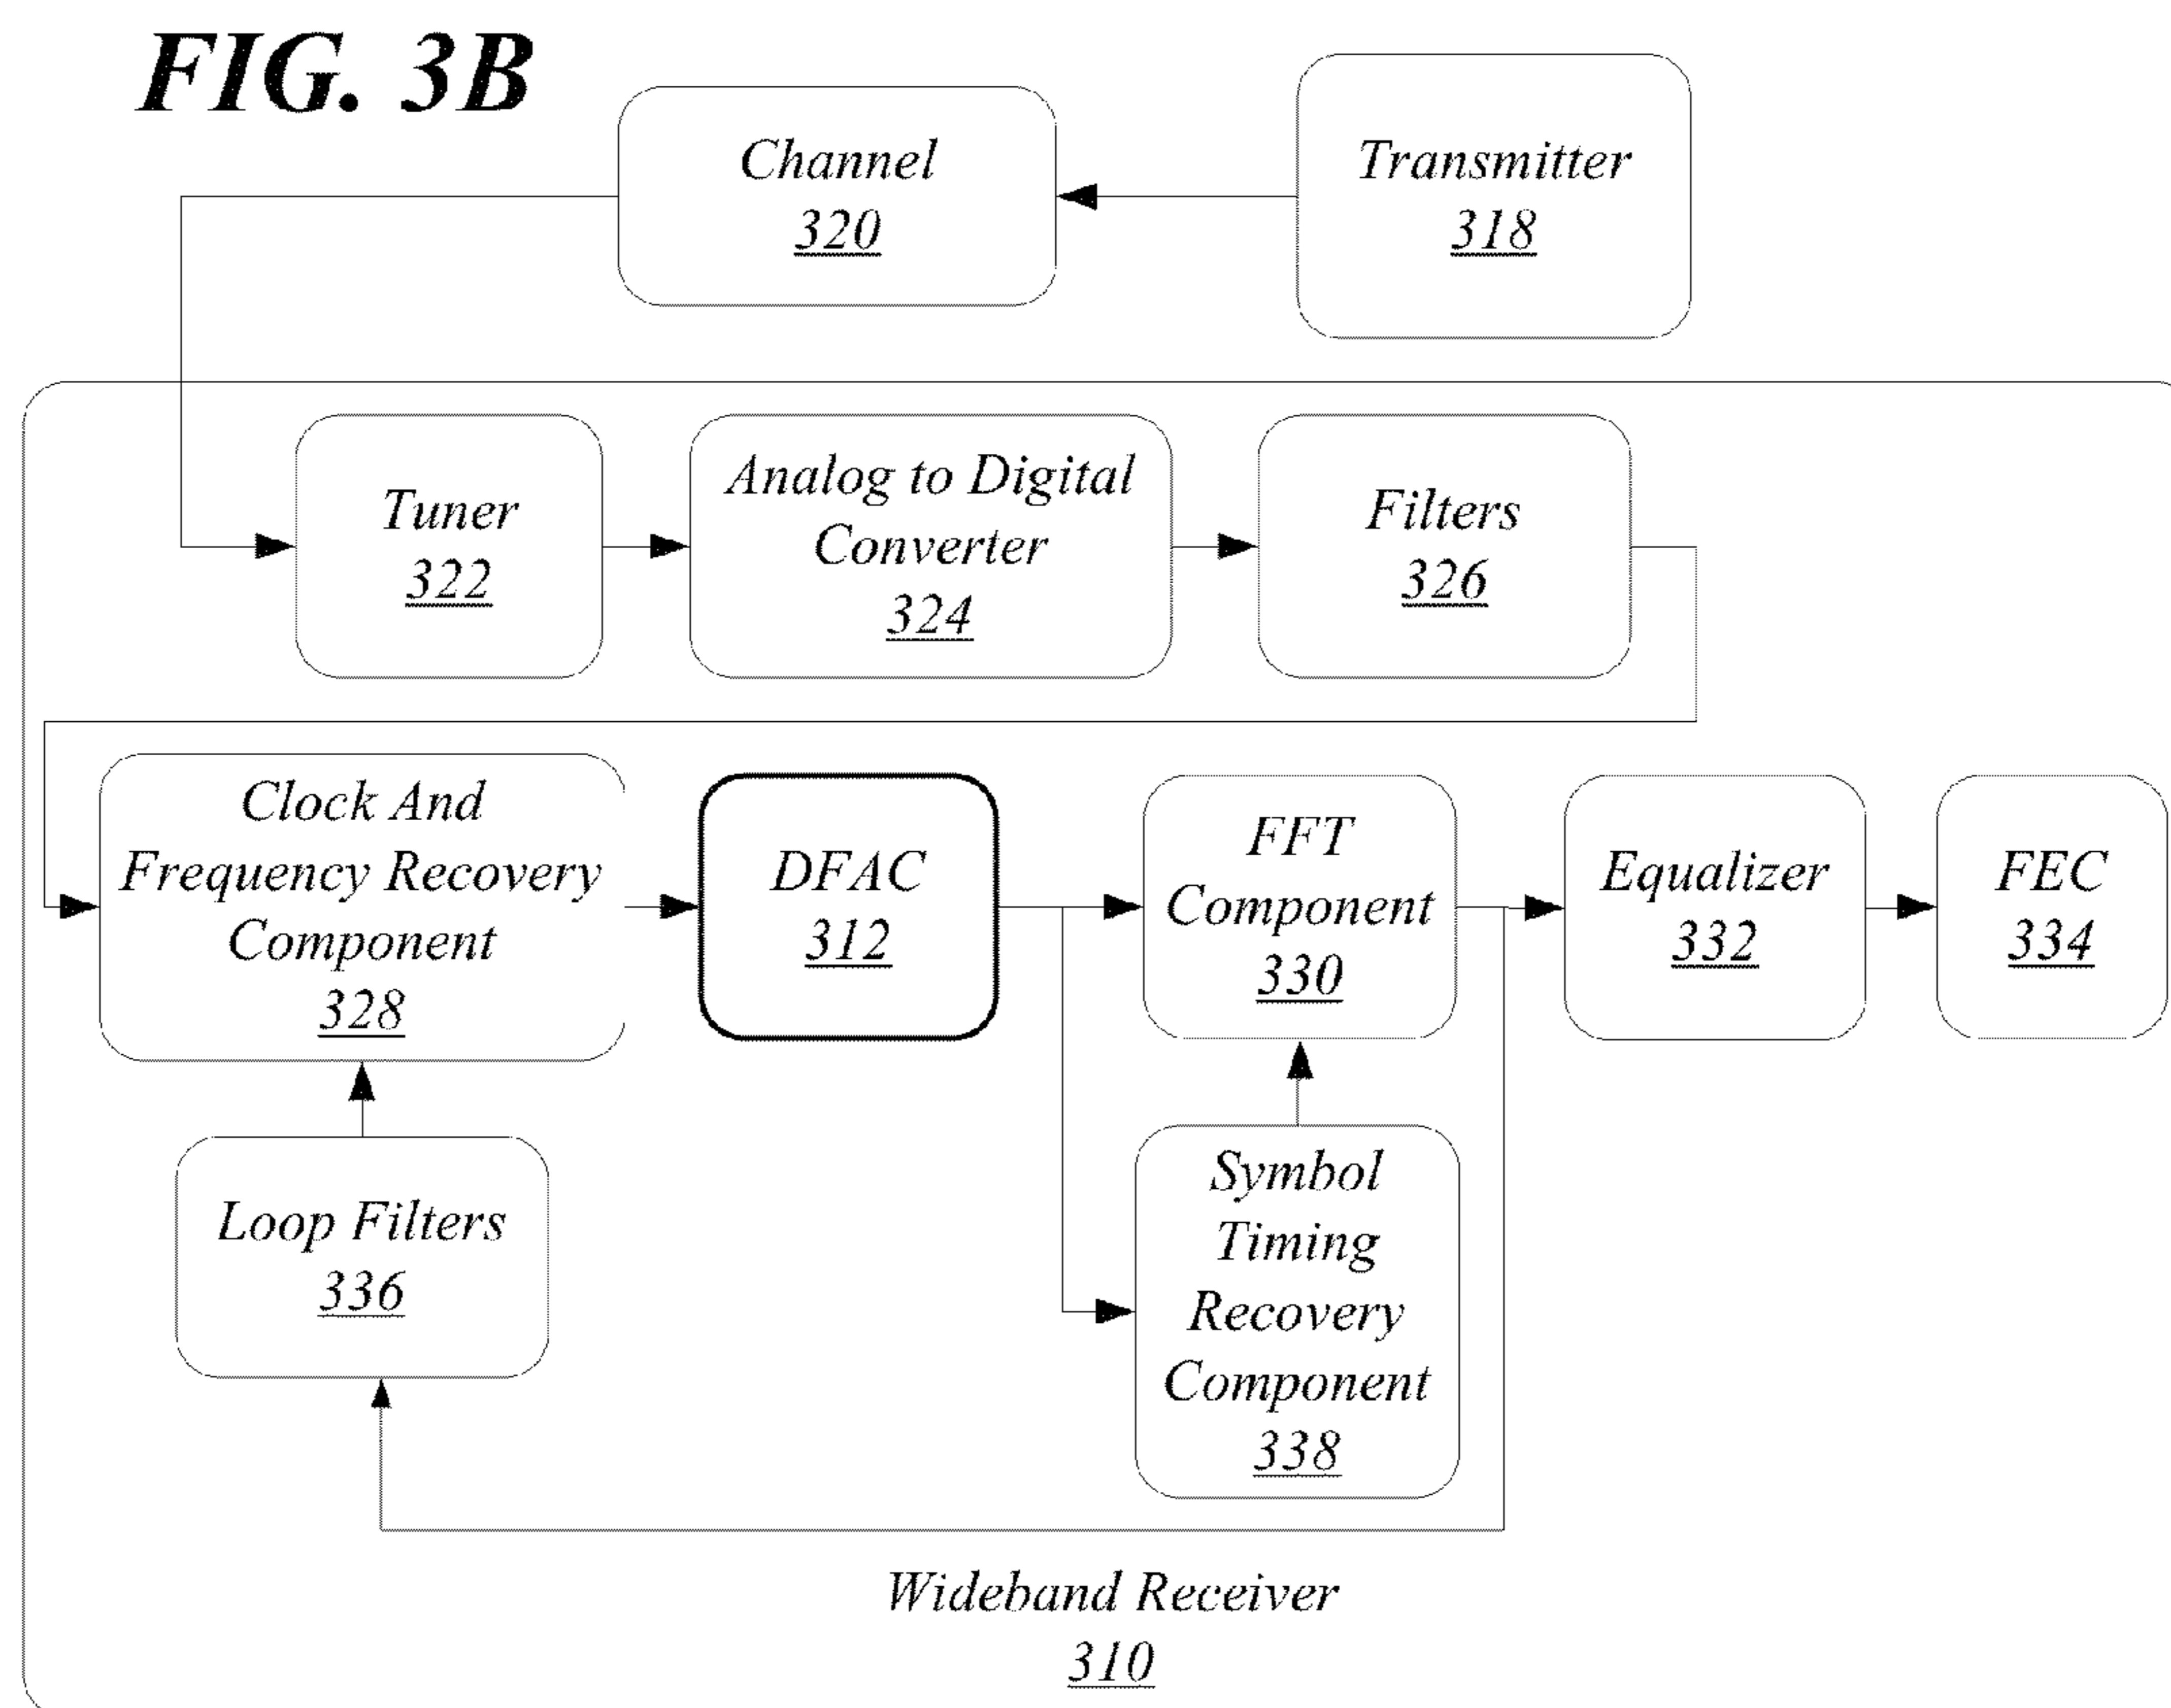 FIG. 3B
Channel
320
Transmitter
318
Tuner
322
Analog to Digital
Converter
324
Filters
326
Clock And
Frequency Recovery
Component
328
DFAC
312
FFT
Component
330
Equalizer
332
FEC
334
Loop Filters
336
Symbol
Timing
Recovery
Component
338
Wideband Receiver
310